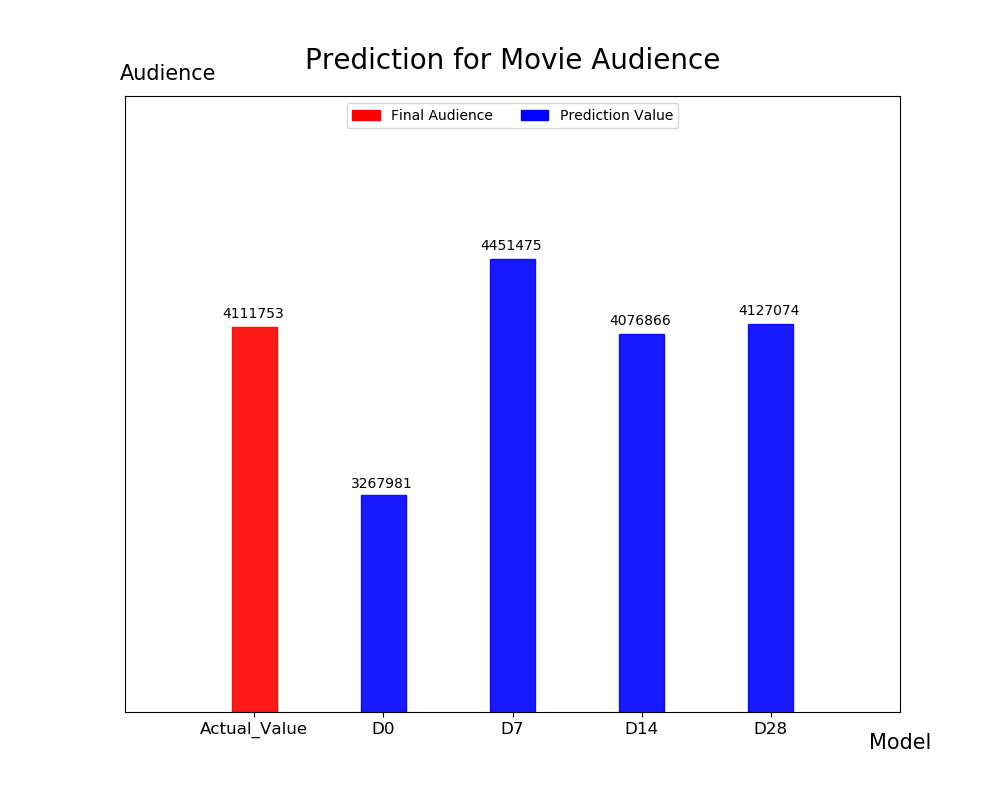 Prediction for Movie Audience
Audience
Final Audience
Prediction Value
4451475
4111753
4127074
4076866
3267981
Actual_Value
D0
D7
D14
D28
Model